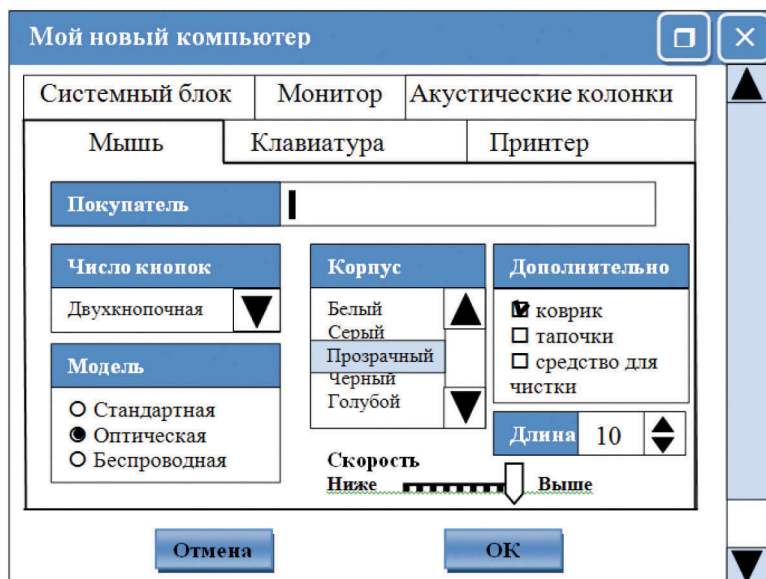 Мой новый компьютер
Системный блок Монитор Акустические колонки
Мышь Клавиатура Принтер
Покупатель
Число кнопок
Двухкнопочная
Модель
Стандартная
Оптическая
Беспроводная
Корпус
Белый
Серый
Прозрачный
Черный
Голубой
Дополнительно
коврик
тапочки
средство для
чистки
Длина 10
Скорость
Ниже Выше
Отмена ОК